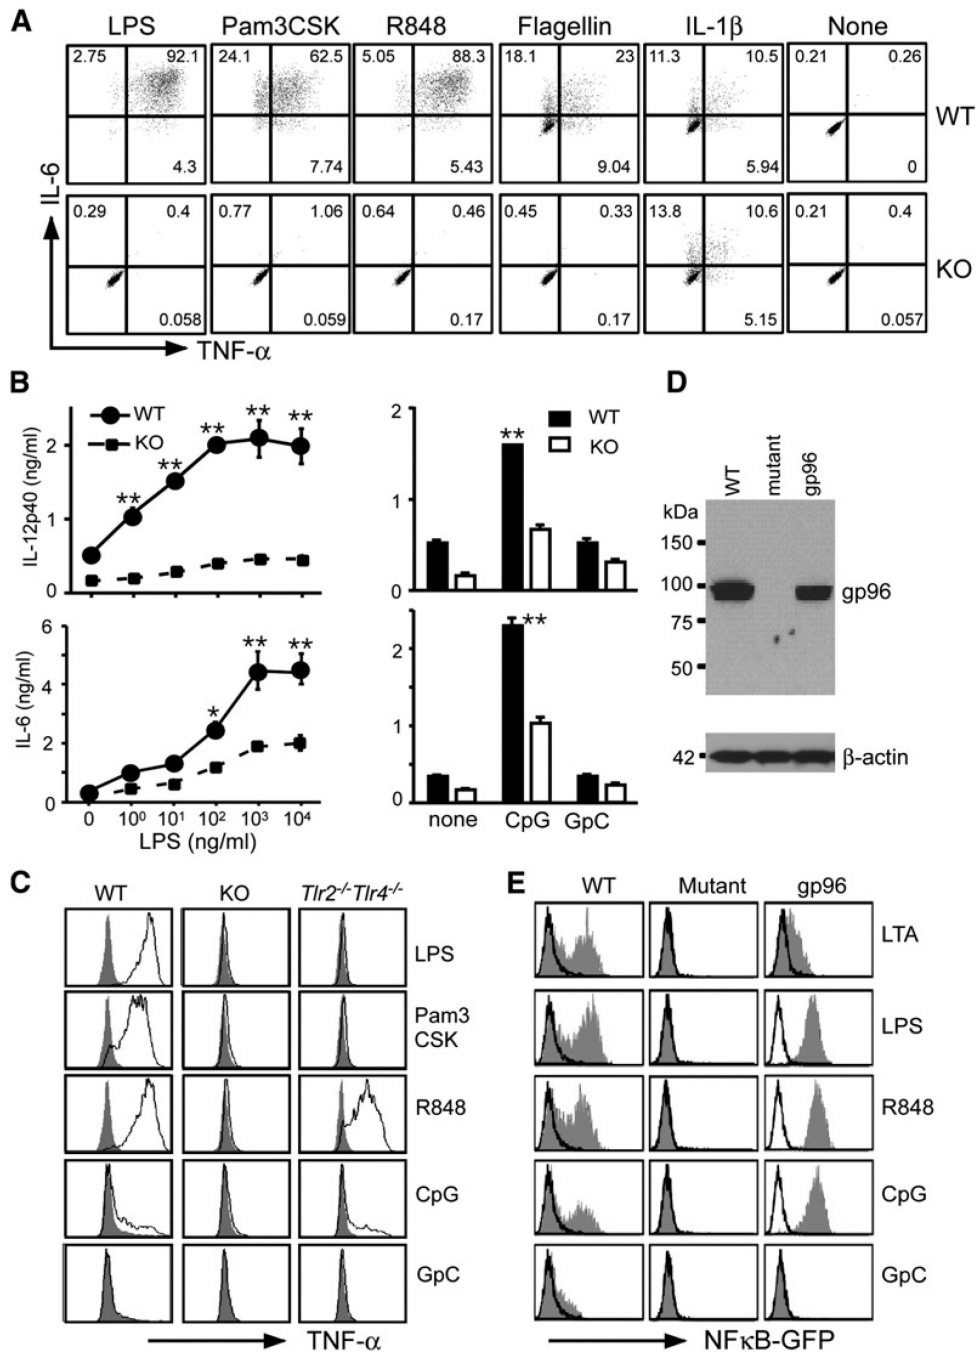 A
LPS Pam3CSK R848 Flagellin IL-1β None
2.75 92.1 24.1 62.5 5.05 88.3 18.1 23 11.3 10.5 0.21 0.26
WT
4.3 7.74 5.43 9.04 5.94 0
IL-6
0.29 0.4 0.77 1.06 0.64 0.46 0.45 0.33 13.8 10.6 0.21 0.4
KO
0.058 0.059 0.17 0.17 5.15 0.057
TNF-α
B
WT
KO
IL-12p40 (ng/ml)
2
1
0
** ** ** ** **
IL-6 (ng/ml)
6
4
2
0
* ** **
0 10⁰ 10¹ 10² 10³ 10⁴
LPS (ng/ml)
2
1
0
**
WT
KO
2
1
0
**
none CpG GpC
D
WT mutant gp96
kDa
150
100 gp96
75
50
42 β-actin
C
WT KO Tlr2-/-Tlr4-/-
LPS
Pam3
CSK
R848
CpG
GpC
TNF-α
E
WT Mutant gp96
LTA
LPS
R848
CpG
GpC
NFκB-GFP